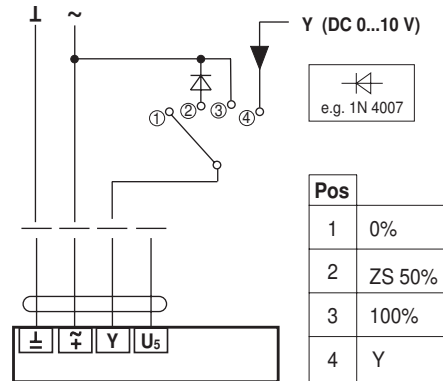 ⊥ ~
Y (DC 0...10 V)
① ② ③ ④
e.g. 1N 4007
Pos
1 0%
2 ZS 50%
3 100%
4 Y
Y U5